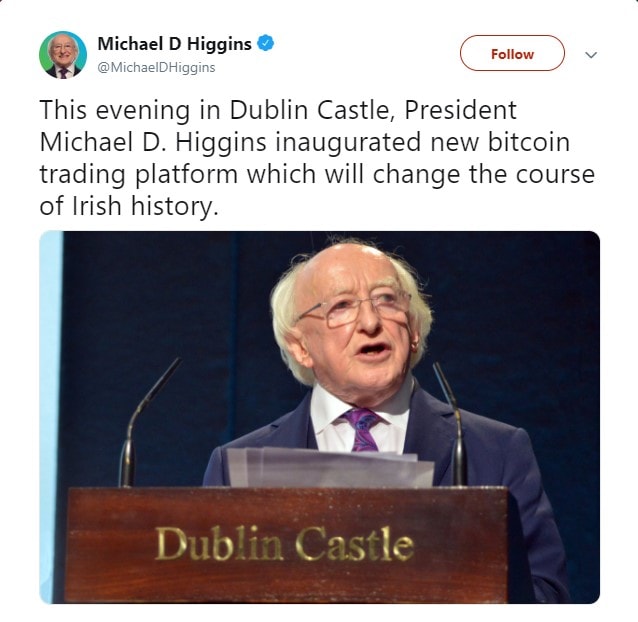 Michael D Higgins
@MichaelDHiggins
Follow
This evening in Dublin Castle, President
Michael D. Higgins inaugurated new bitcoin
trading platform which will change the course
of Irish history.
Dublin Castle